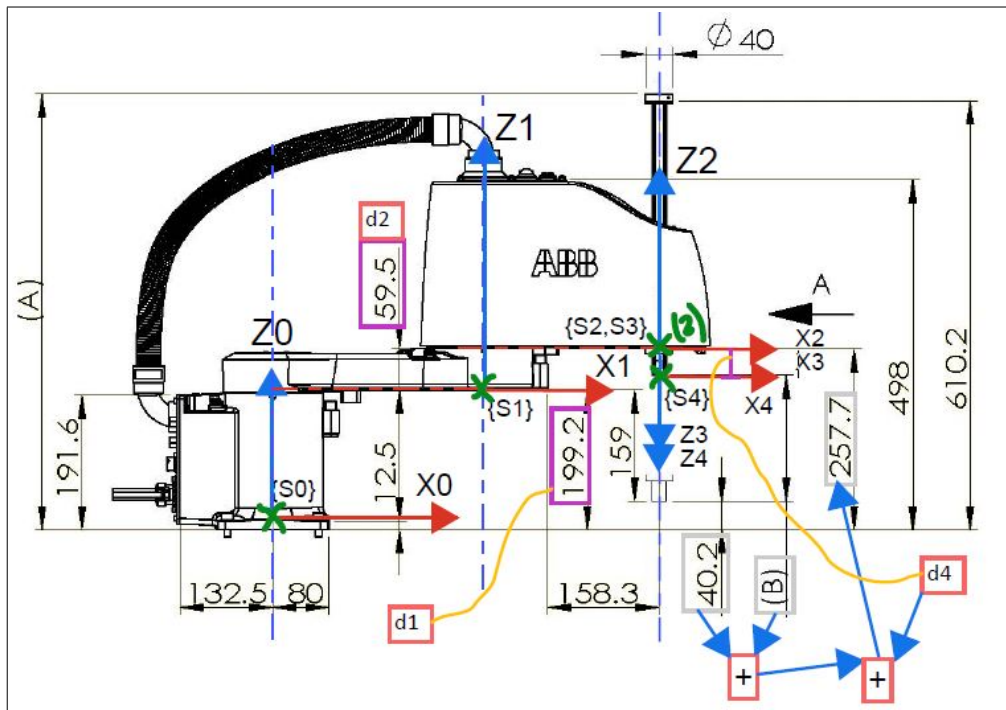 Ø 40
Z1
Z2
d2
59.5
ABB
(A)
A
{S2,S3}
(2)
X2
X3
Z0
X1
{S1}
{S4}
X4
498
610.2
191.6
Z3
Z4
12.5
199.2
159
257.7
{S0}
X0
132.5
80
158.3
40.2
(B)
d4
d1
+
+